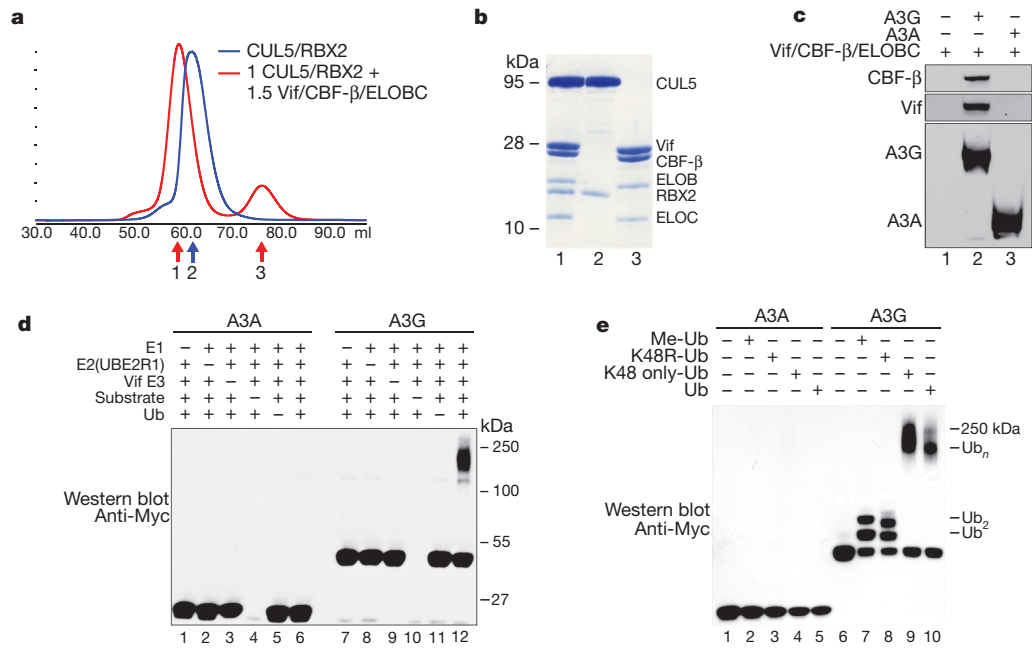 a
CUL5/RBX2
1 CUL5/RBX2 +
1.5 Vif/CBF-β/ELOBC
30.0 40.0 50.0 60.0 70.0 80.0 90.0 ml
1 2 3
b
kDa
95 –
28 –
10 –
CUL5
Vif
CBF-β
ELOB
RBX2
ELOC
1 2 3
c
A3G – + –
A3A – – +
Vif/CBF-β/ELOBC + + +
CBF-β
Vif
A3G
A3A
1 2 3
d
A3A A3G
E1 – + + + + + – + + + + +
E2(UBE2R1) + – + + + + + – + + + +
Vif E3 + + – + + + + + – + + +
Substrate + + + – + + + + + – + +
Ub + + + + – + + + + + – +
kDa
– 250
– 100
– 55
–27
Western blot
Anti-Myc
1 2 3 4 5 6 7 8 9 10 11 12
e
A3A A3G
Me-Ub – + – – – – + – – –
K48R-Ub – – + – – – – + – –
K48 only-Ub – – – + – – – – + –
Ub – – – – + – – – – +
–250 kDa
–Ubn
–Ub2
–Ub
Western blot
Anti-Myc
1 2 3 4 5 6 7 8 9 10